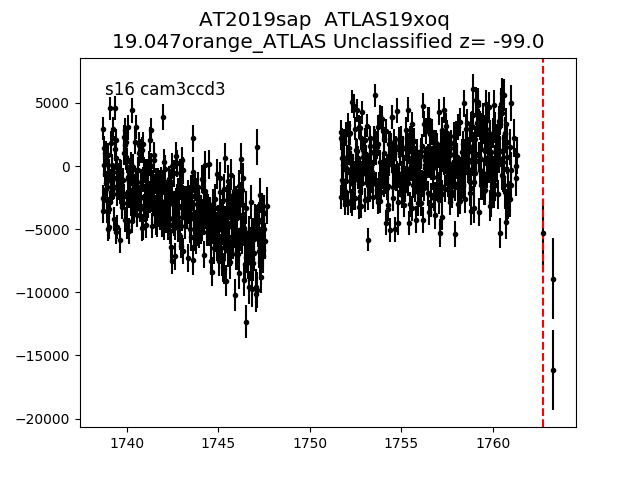 AT2019sap  ATLAS19xoq
19.047orange_ATLAS Unclassified z= -99.0
s16 cam3ccd3
5000
0
−5000
−10000
−15000
−20000
1740 1745 1750 1755 1760